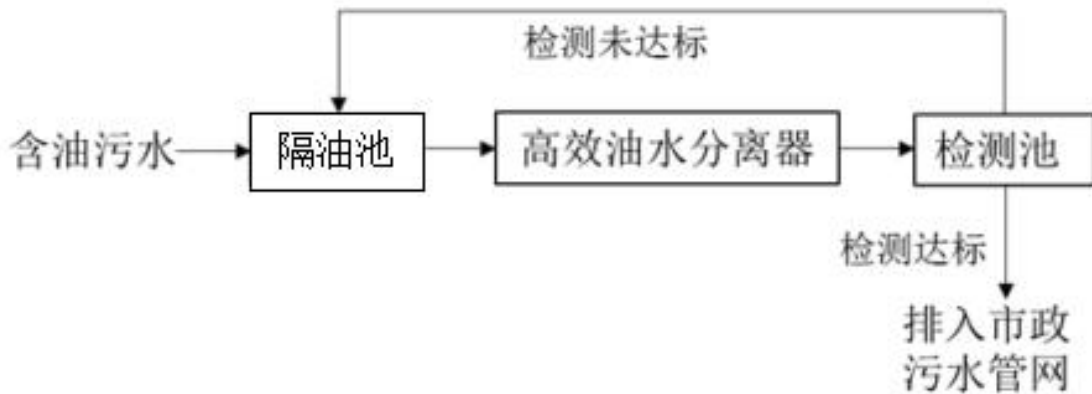 检测未达标
含油污水
隔油池
高效油水分离器
检测池
检测达标
排入市政
污水管网